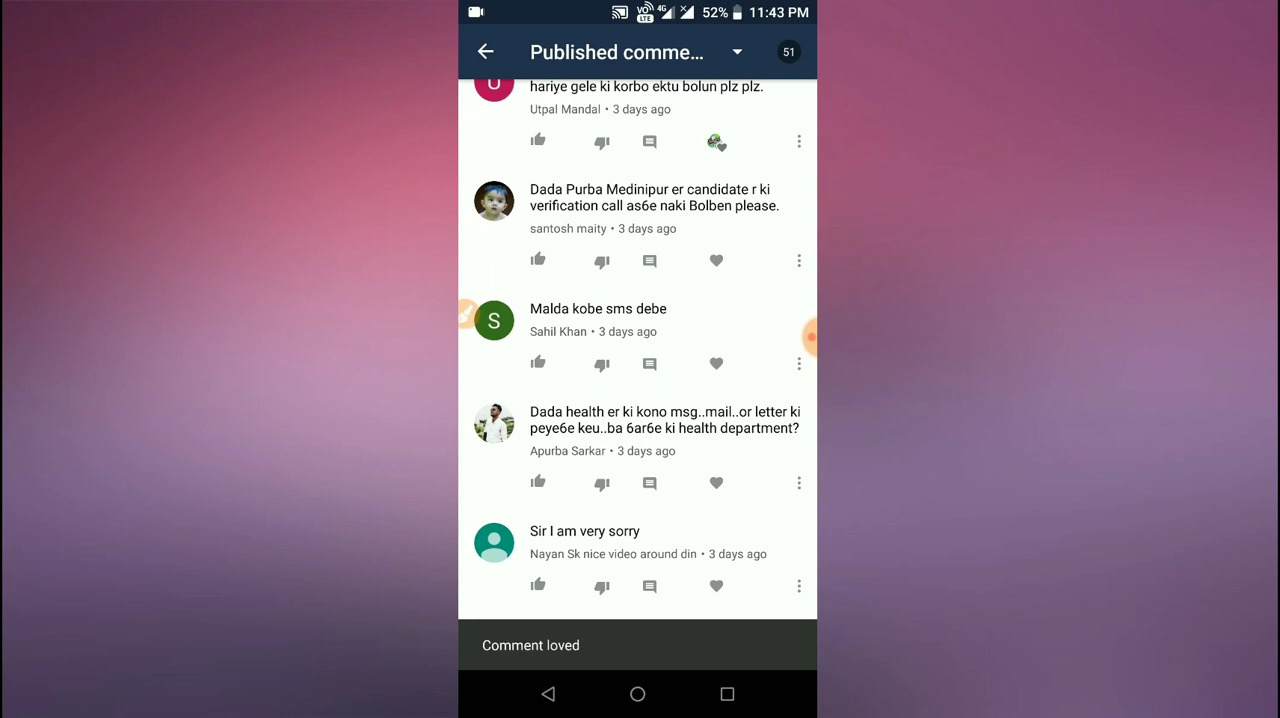 4G
VO
LTE
52%
11:43 PM
Published comme...
51
U
hariye gele ki korbo ektu bolun plz plz.
Utpal Mandal • 3 days ago
Dada Purba Medinipur er candidate r ki
verification call as6e naki Bolben please.
santosh maity • 3 days ago
Malda kobe sms debe
S
Sahil Khan • 3 days ago
Dada health er ki kono msg..mail..or letter ki
peye6e keu..ba 6ar6e ki health department?
Apurba Sarkar • 3 days ago
Sir I am very sorry
Nayan Sk nice video around din • 3 days ago
Comment loved